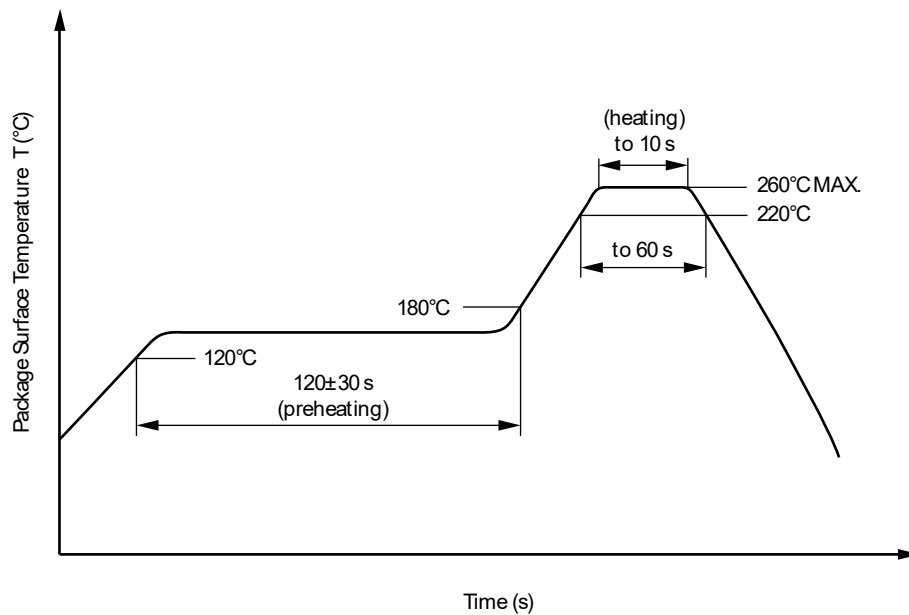 Package Surface Temperature T (°C)
(heating)
to 10 s
260°C MAX.
220°C
to 60 s
180°C
120°C
120±30 s
(preheating)
Time (s)